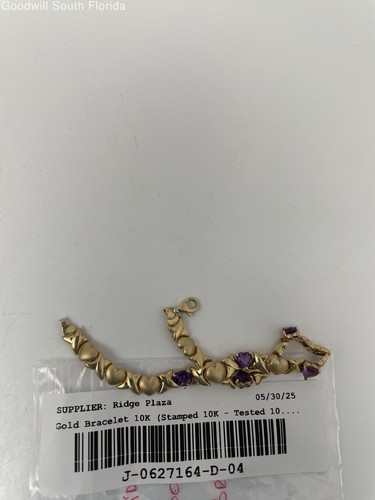 Goodwill South Florida
SUPPLIER: Ridge Plaza 05/30/25
Gold Bracelet 10K (Stamped 10K - Tested 10....
J-0627164-D-04